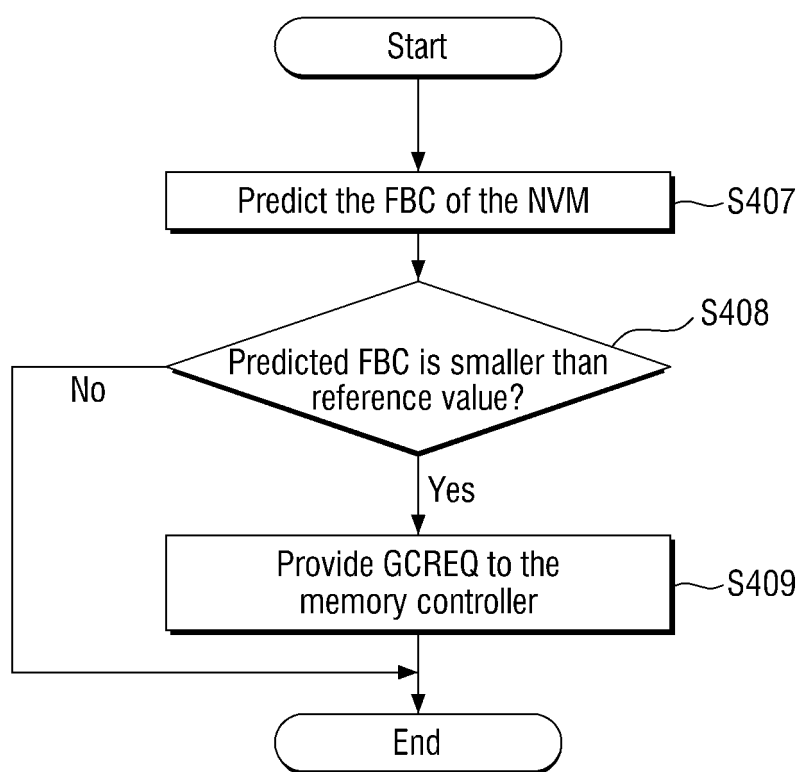 Start
Predict the FBC of the NVM
S407
S408
Predicted FBC is smaller than
reference value?
No
Yes
Provide GCREQ to the
memory controller
S409
End